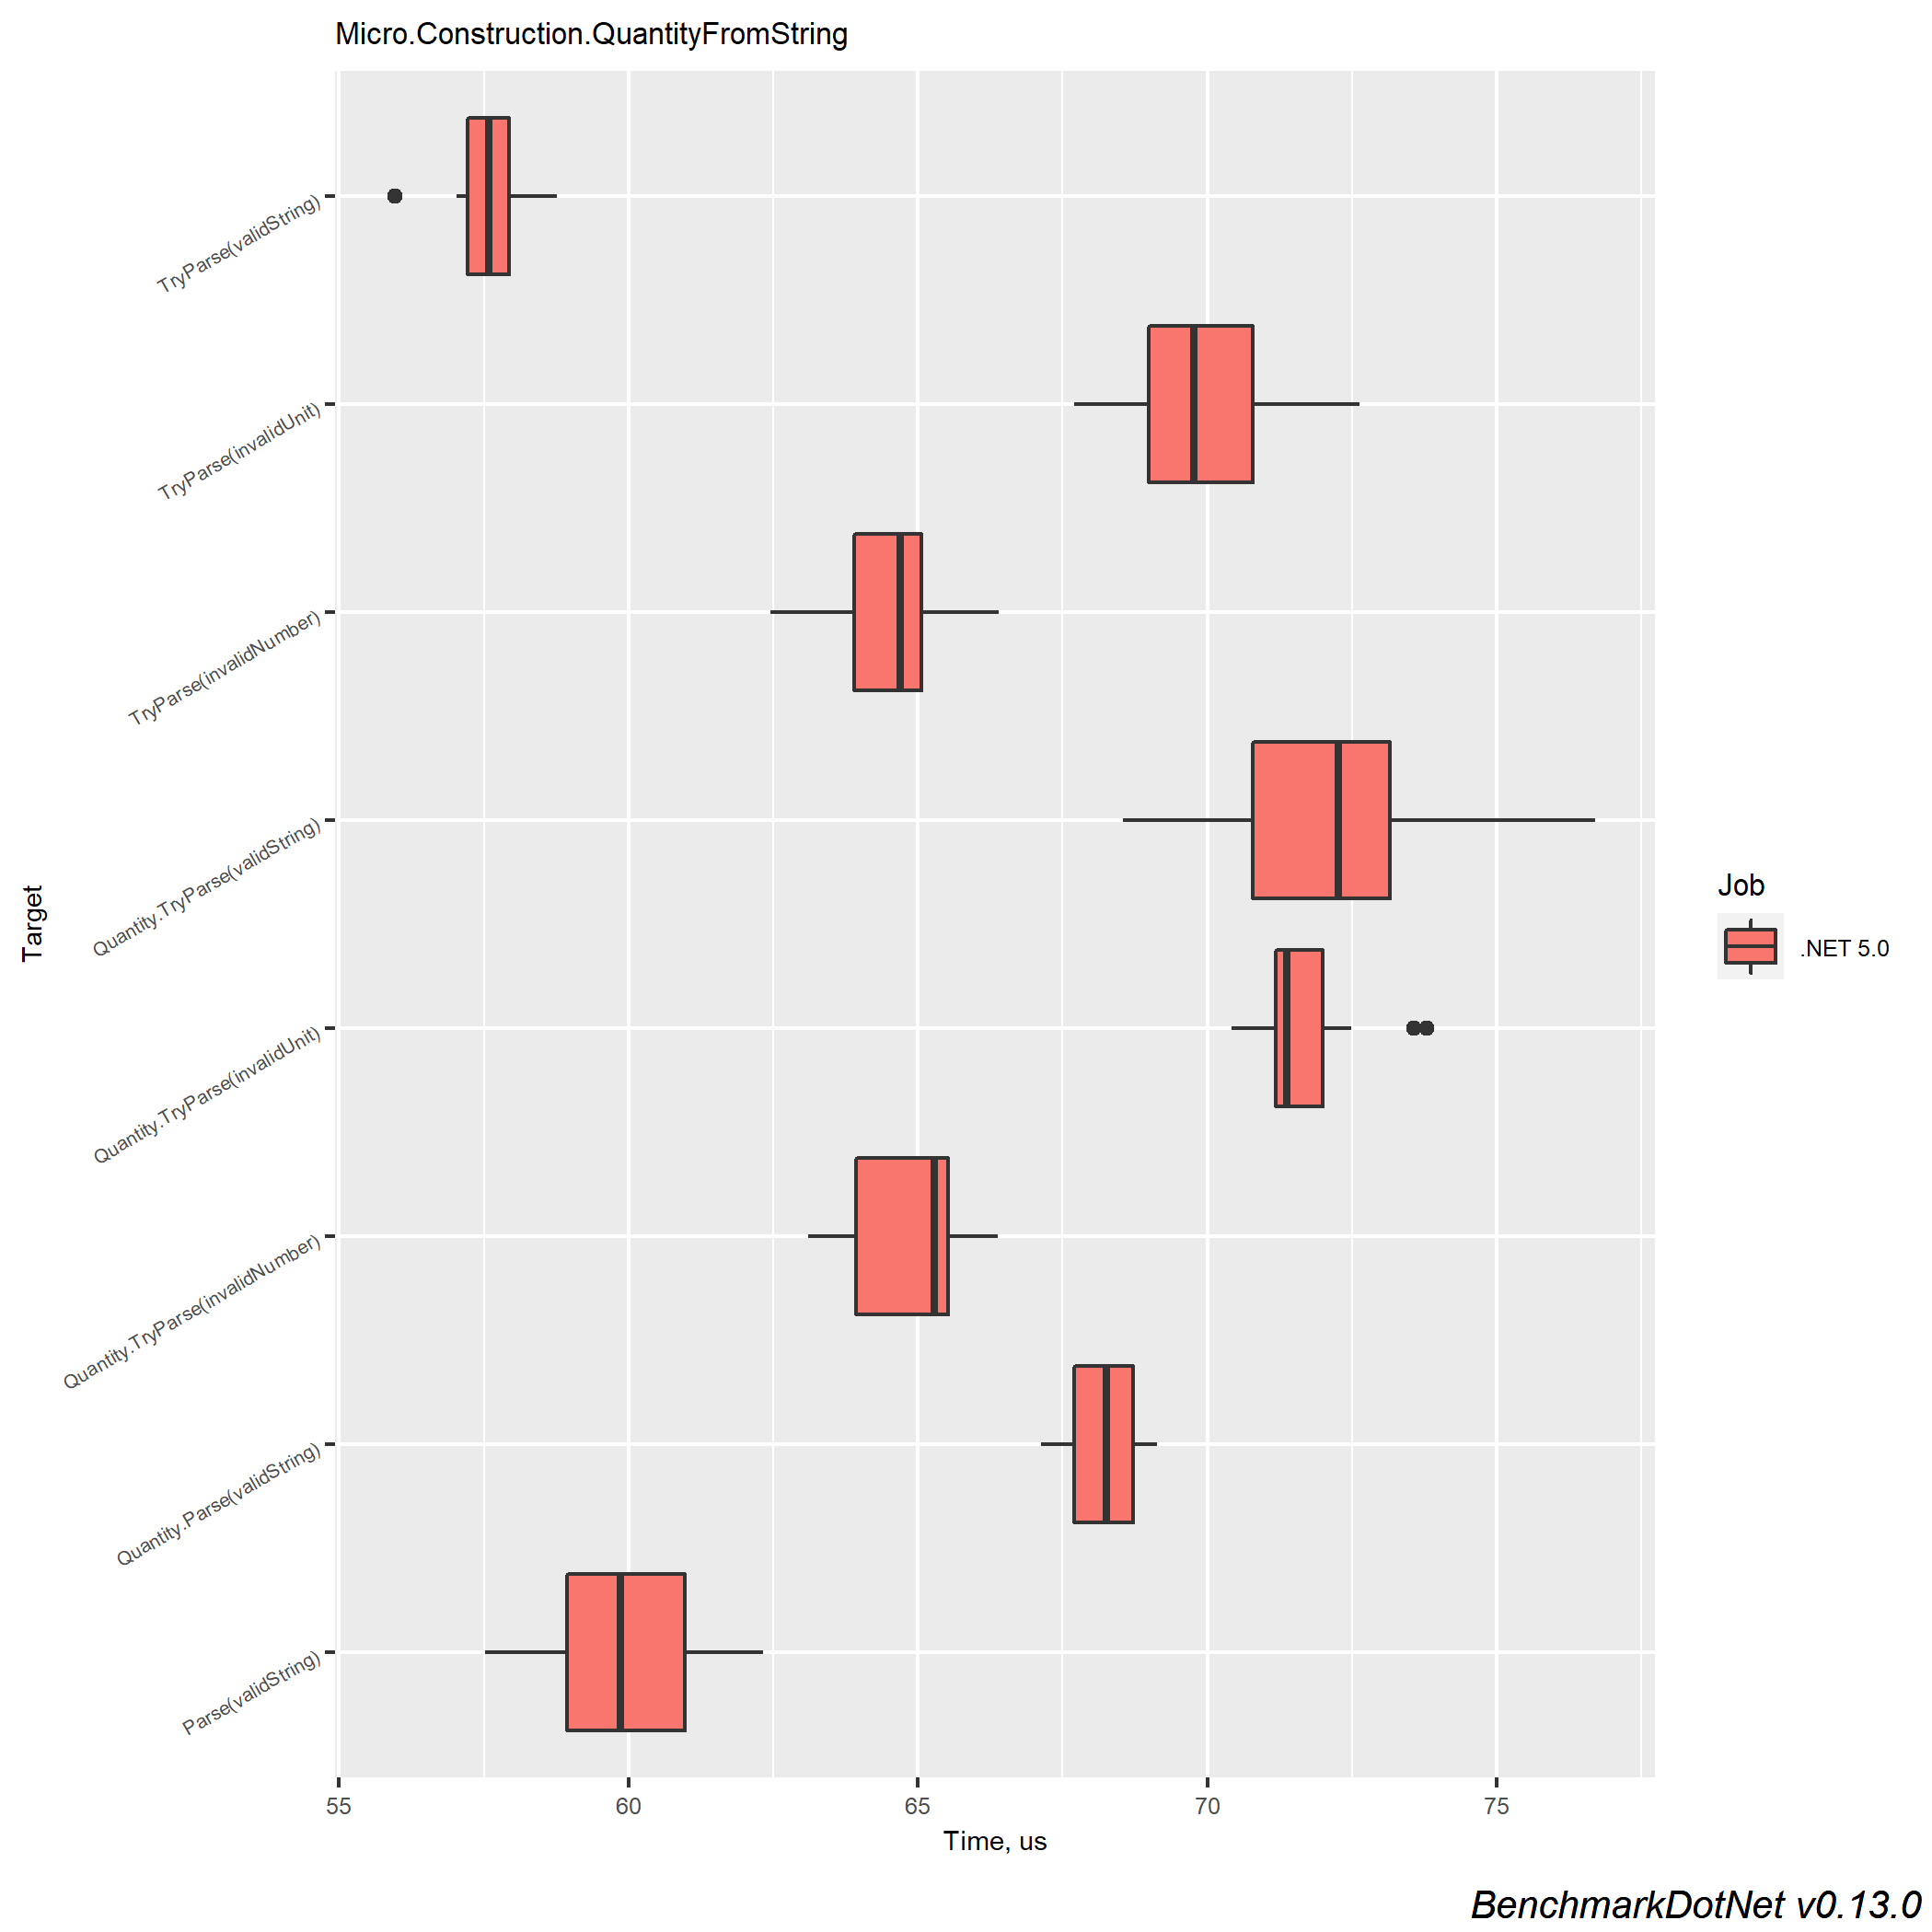 Micro.Construction.QuantityFromString
TryParse(validString)
TryParse(invalidUnit)
TryParse(invalidNumber)
Quantity.TryParse(validString)
Quantity.TryParse(invalidUnit)
Quantity.TryParse(invalidNumber)
Quantity.Parse(validString)
Parse(validString)
Target
55 60 65 70 75
Time, us
Job
.NET 5.0
BenchmarkDotNet v0.13.0